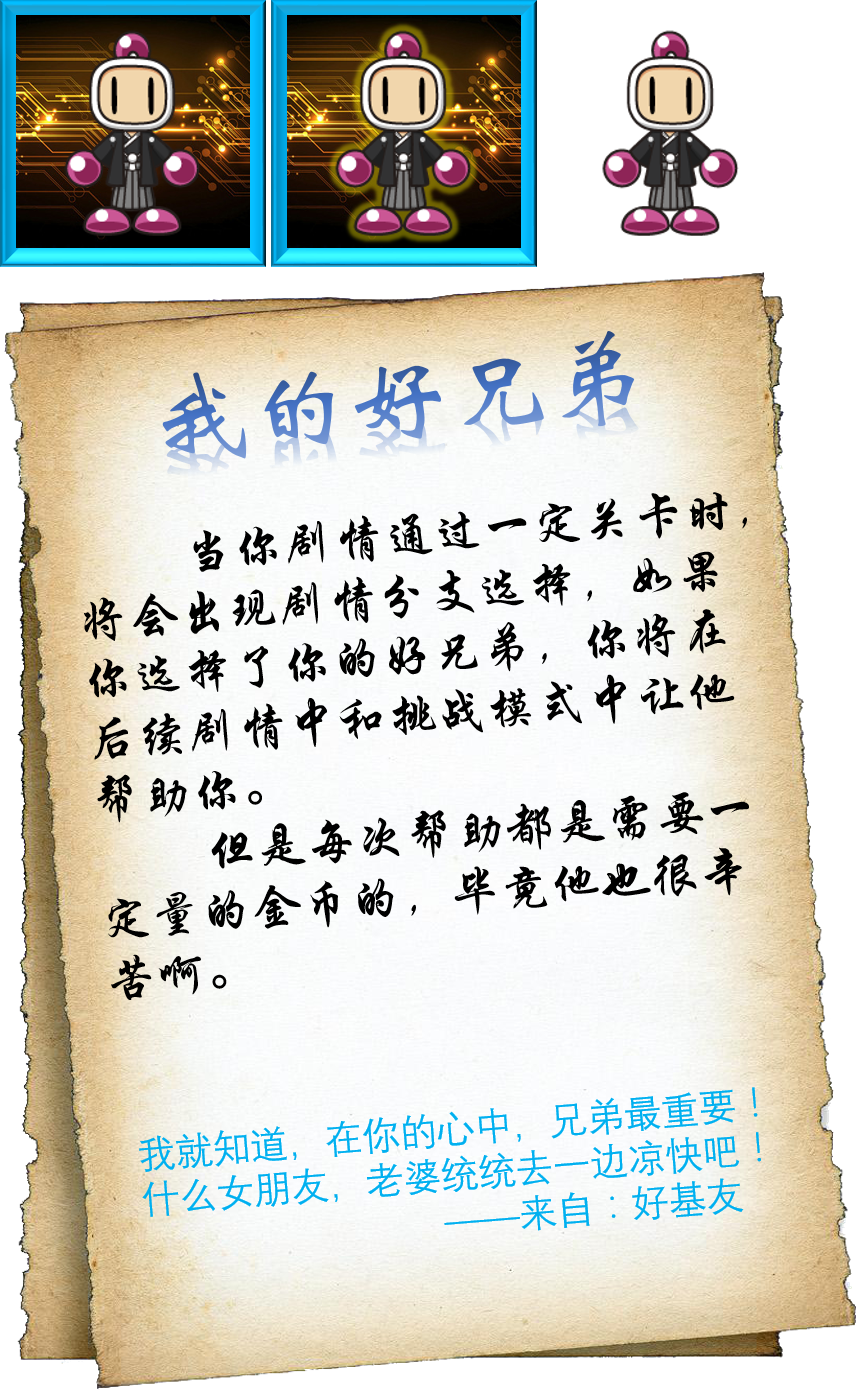 我的好兄弟
当你剧情通过一定关卡时，
将会出现剧情分支选择，如果
你选择了你的好兄弟，你将在
后续剧情中和挑战模式中让他
帮助你。
但是每次帮助都是需要一
定量的金币的，毕竟他也很辛
苦啊。
我就知道，在你的心中，兄弟最重要！
什么女朋友，老婆统统去一边凉快吧！
——来自：好基友